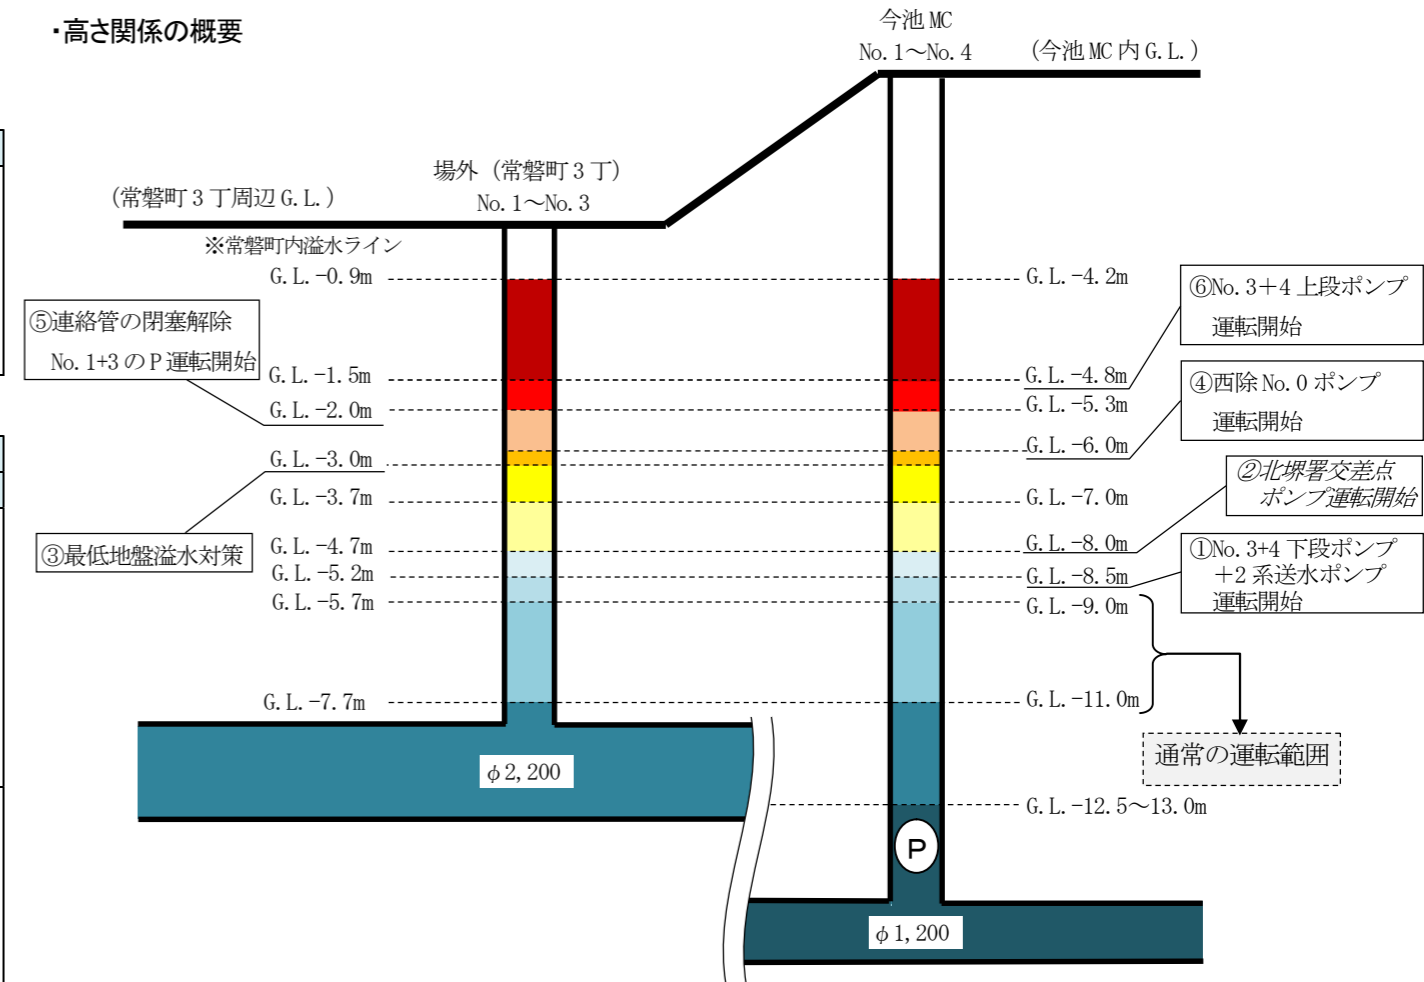 ・高さ関係の概要
今池 MC
No.1～No.4
(今池 MC 内 G.L.)
場外 (常磐町 3 丁)
No.1～No.3
(常磐町 3 丁周辺 G.L.)
※常磐町内溢水ライン
G.L.-0.9m
G.L.-4.2m
⑥No.3＋4 上段ポンプ
運転開始
⑤連絡管の閉塞解除
No.1+3 の P 運転開始
G.L.-1.5m
G.L.-4.8m
④西除 No.0 ポンプ
運転開始
G.L.-2.0m
G.L.-5.3m
G.L.-6.0m
G.L.-3.0m
②北堺署交差点
ポンプ運転開始
G.L.-3.7m
G.L.-7.0m
③最低地盤溢水対策
G.L.-4.7m
G.L.-8.0m
①No.3+4 下段ポンプ
＋2 系送水ポンプ
運転開始
G.L.-5.2m
G.L.-8.5m
G.L.-5.7m
G.L.-9.0m
G.L.-7.7m
G.L.-11.0m
通常の運転範囲
φ2,200
G.L.-12.5～13.0m
P
φ1,200